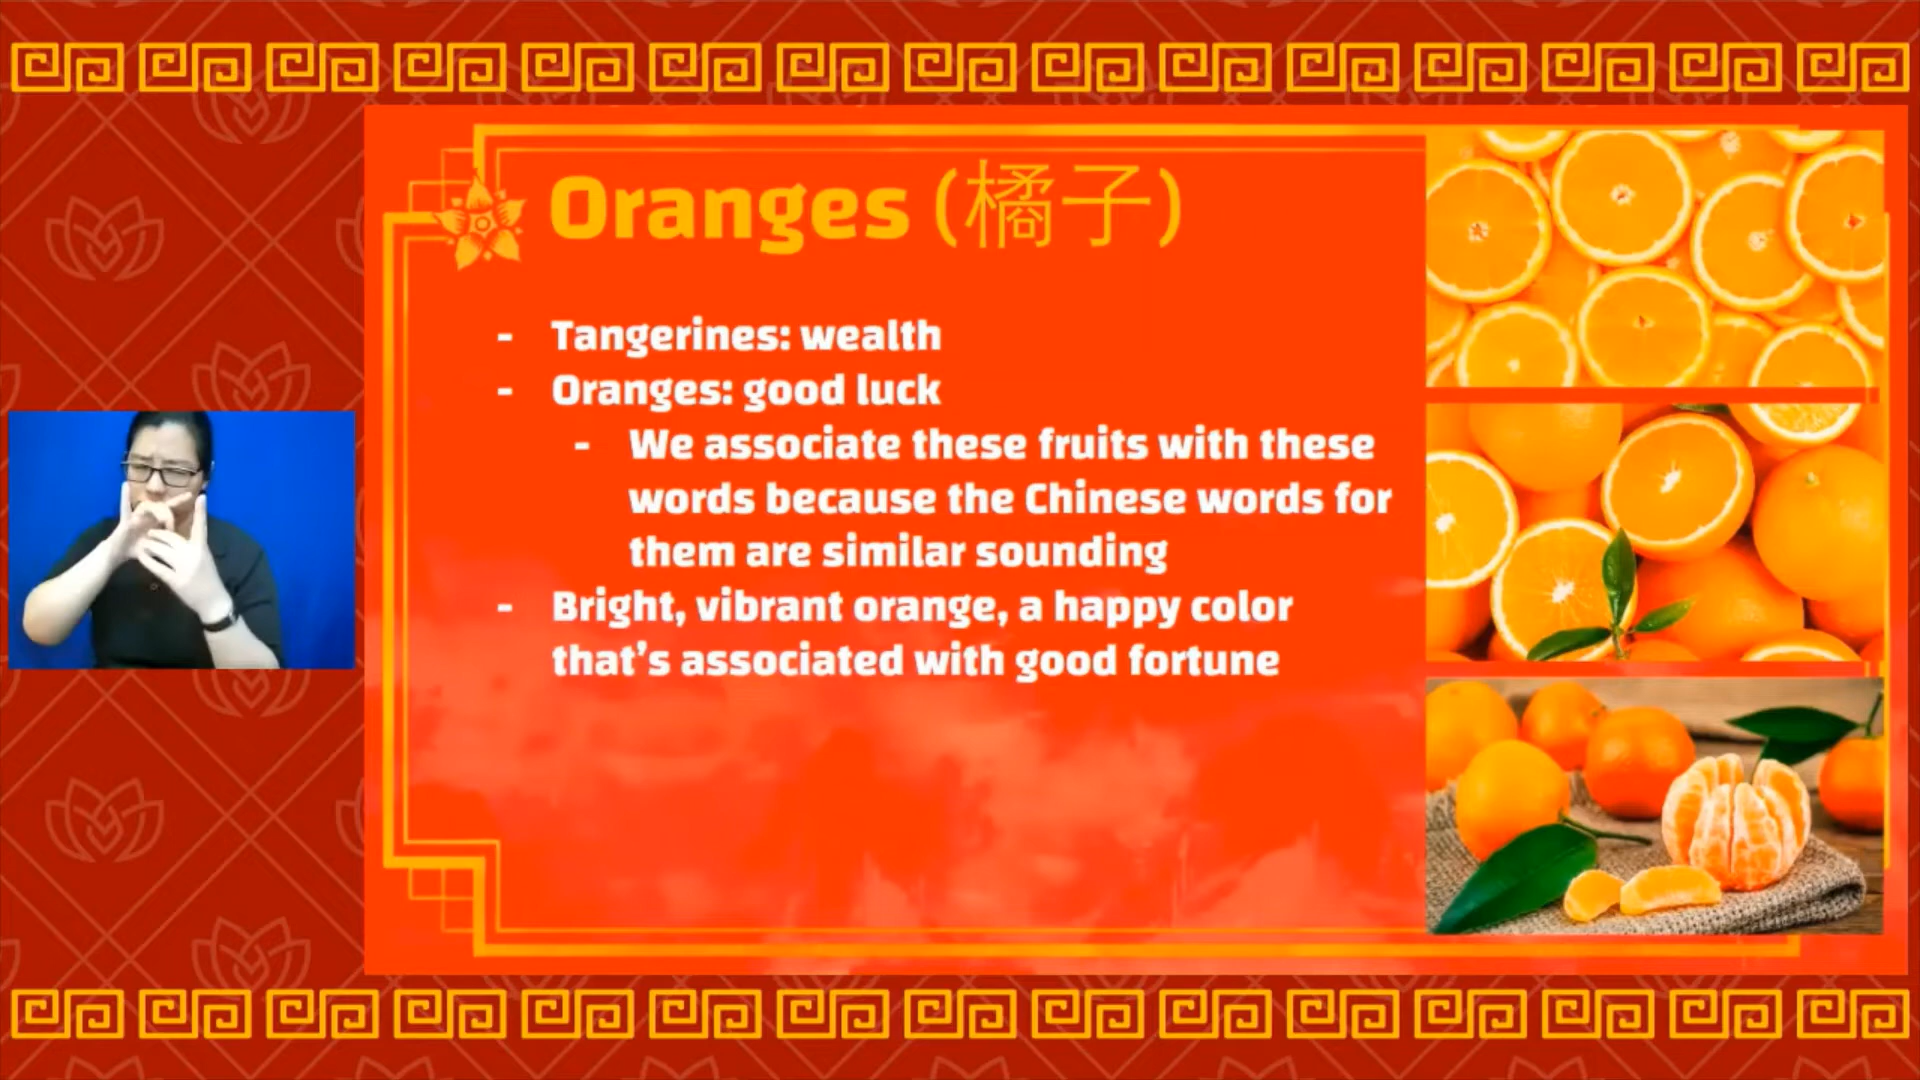 Oranges (橘子)
- Tangerines: wealth
- Oranges: good luck
- We associate these fruits with these
words because the Chinese words for
them are similar sounding
- Bright, vibrant orange, a happy color
that's associated with good fortune